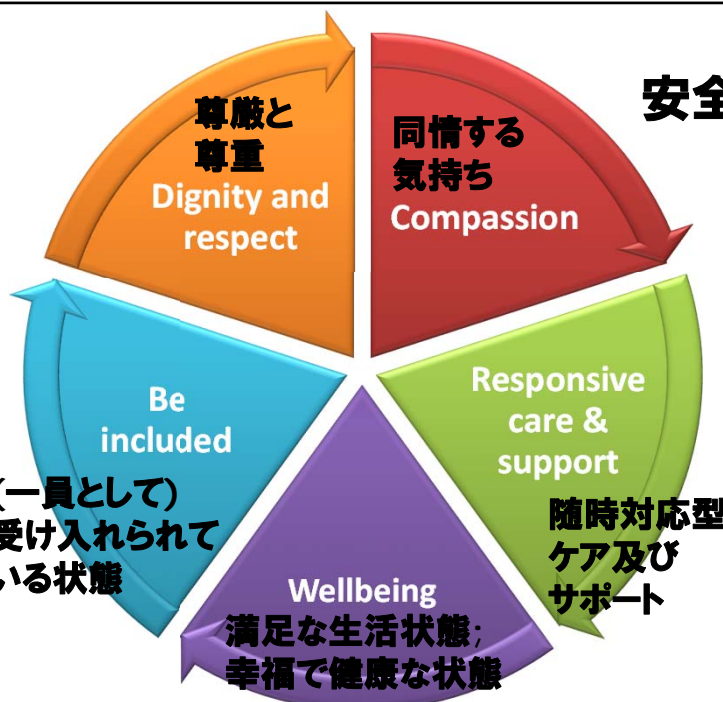 尊厳と
尊重
Dignity and
respect
同情する
気持ち
Compassion
安全
Responsive
care &
support
随時対応型
ケア及び
サポート
Wellbeing
満足な生活状態;
幸福で健康な状態
Be
included
(一員として)
受け入れられて
いる状態